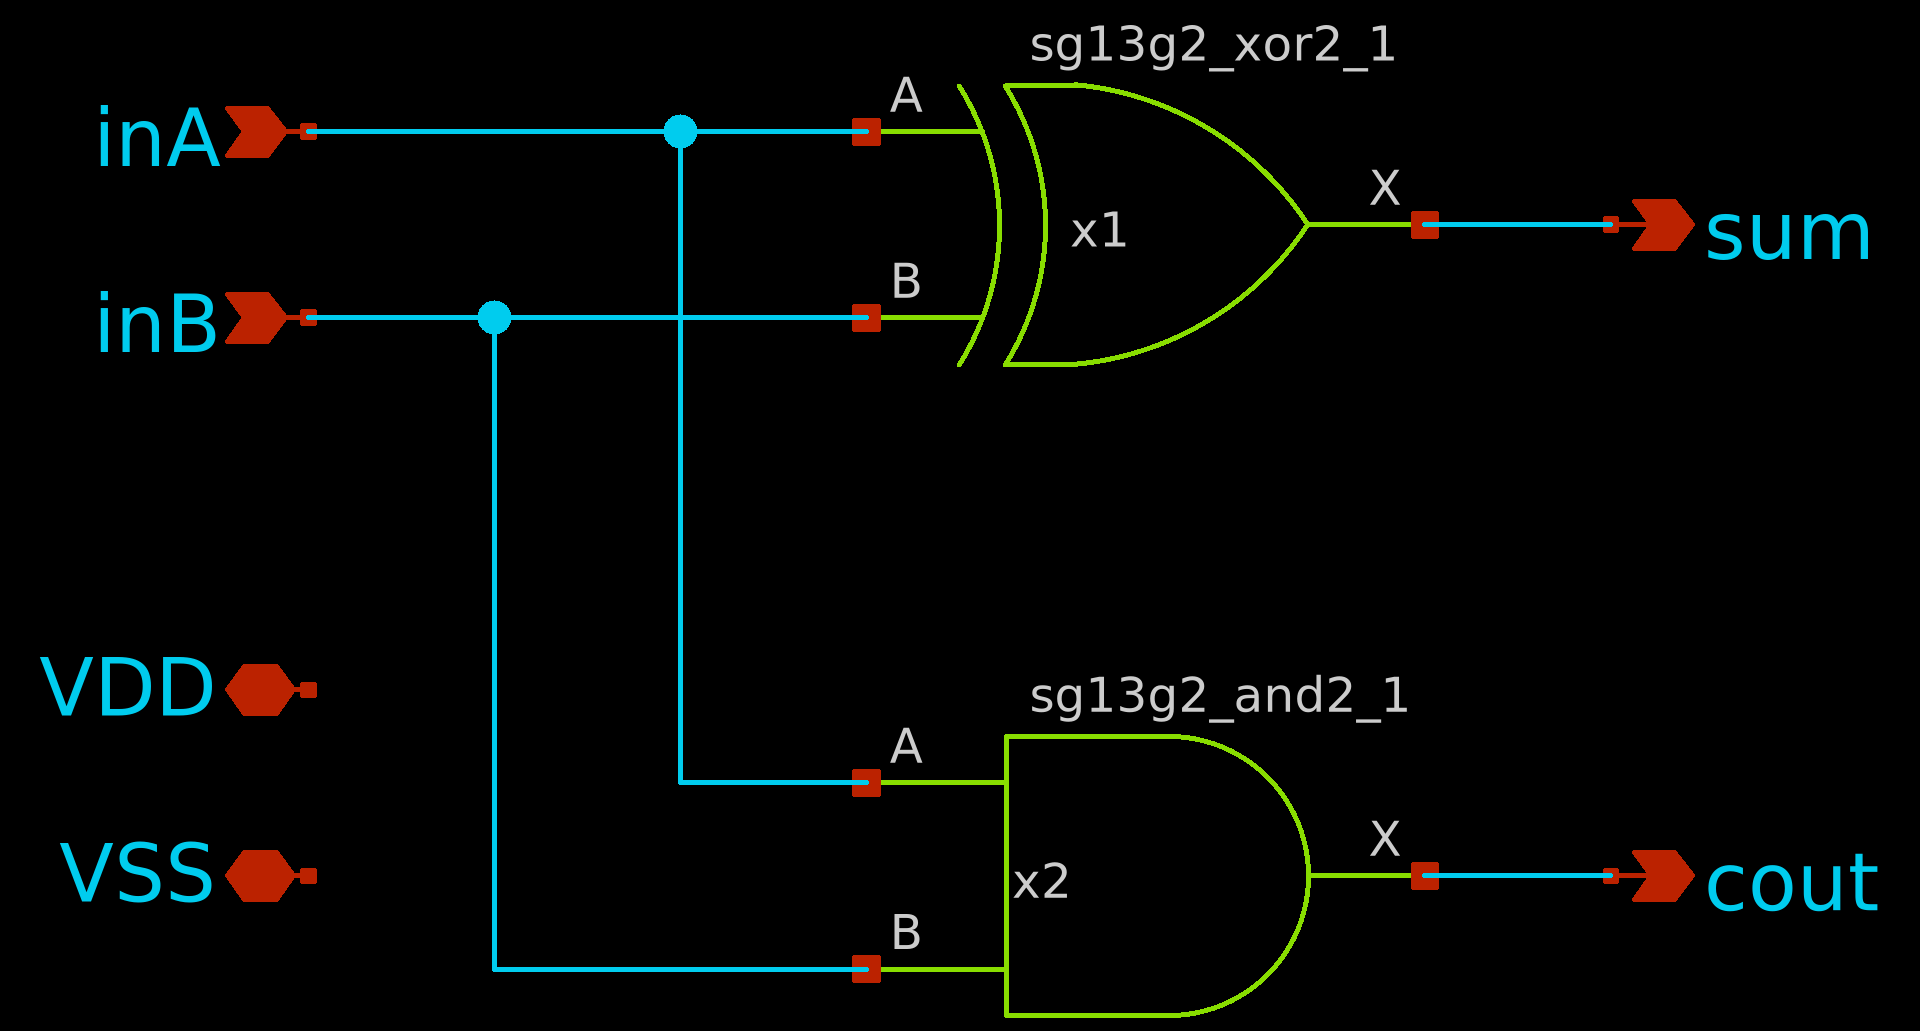 sg13g2_xor2_1
inA
A
x1
X
sum
inB
B
VDD
sg13g2_and2_1
A
VSS
x2
X
cout
B